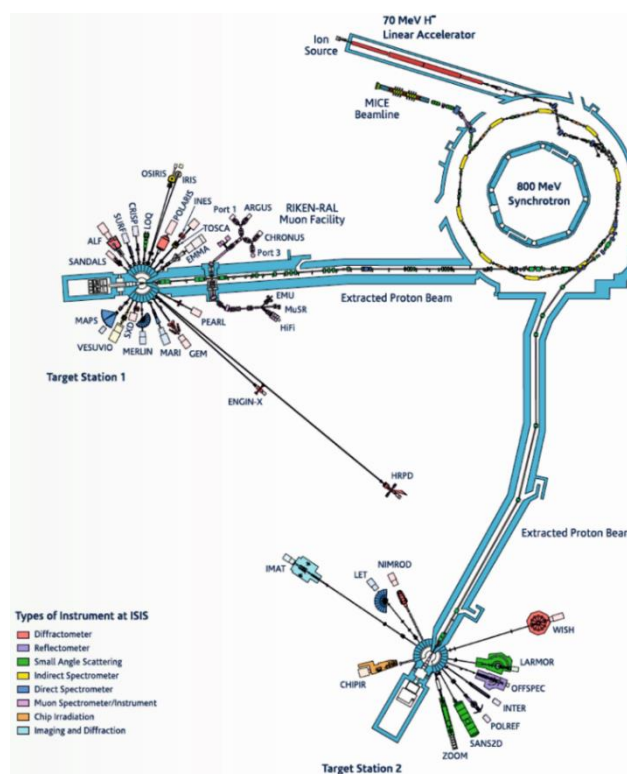 70 MeV H⁻
Linear Accelerator
Ion
Source
MICE
Beamline
800 MeV
Synchrotron
OSIRIS
IRIS
POLARIS
LOQ
CRISP
SURF
ALF
SANDALS
INES
TOSCA
EMMA
Port 1
ARGUS
RIKEN-RAL
Muon Facility
CHRONUS
Port 3
EMU
MuSR
HiFi
Extracted Proton Beam
MAPS
VESUVIO
SXD
MERLIN
MARI
GEM
PEARL
Target Station 1
ENGIN-X
HRPD
Extracted Proton Beam
IMAT
LET
NIMROD
WISH
LARMOR
OFFSPEC
INTER
POLREF
SANS2D
ZOOM
CHIPIR
Target Station 2
Types of Instrument at ISIS
Diffractometer
Reflectometer
Small Angle Scattering
Indirect Spectrometer
Direct Spectrometer
Muon Spectrometer/Instrument
Chip Irradiation
Imaging and Diffraction